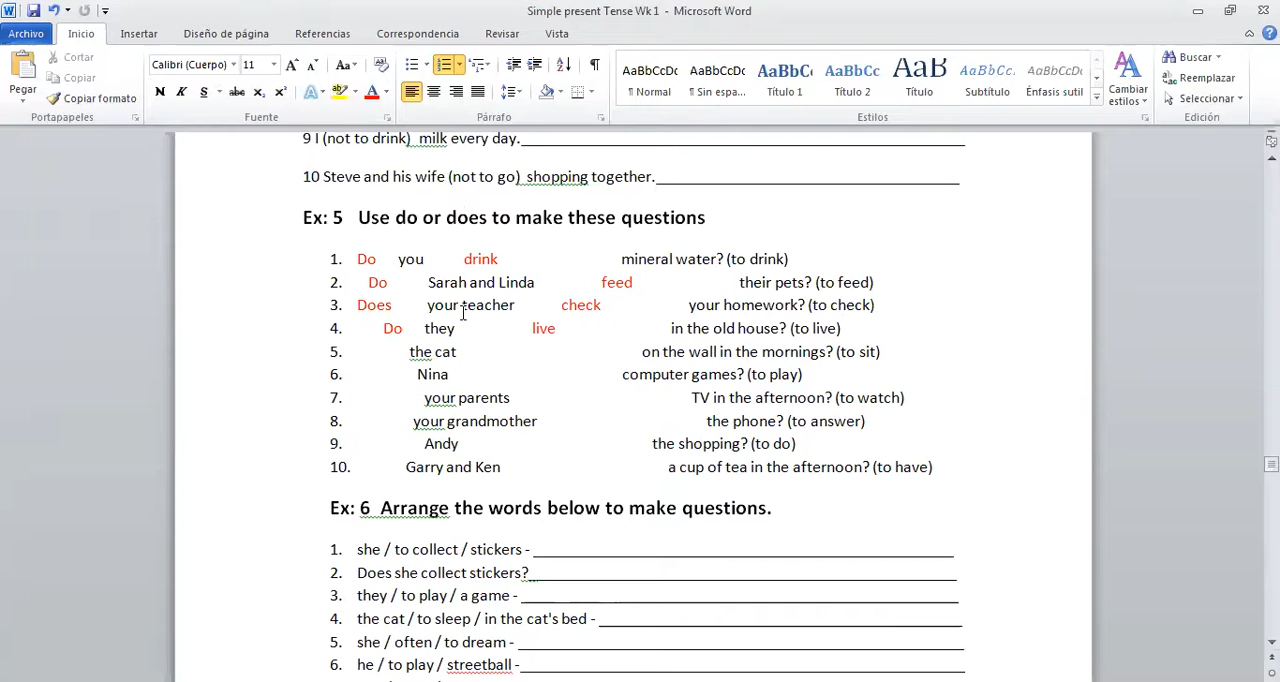 Simple present Tense Wk 1 - Microsoft Word
Archivo Inicio Insertar Diseño de página Referencias Correspondencia Revisar Vista
Pegar Cortar Copiar Copiar formato
Portapapeles
Calibri (Cuerpo) 11 Aa
N K S abc x₂ x² A ab A
Fuente
Párrafo
AaBbCcDc AaBbCcDc AaBbC AaBbCc AaB AaBbCc. AaBbCcDc
¶ Normal ¶ Sin espa... Título 1 Título 2 Título Subtítulo Énfasis sutil
Estilos
Cambiar estilos
Buscar
Reemplazar
Seleccionar
Edición
9 I (not to drink) milk every day.
10 Steve and his wife (not to go) shopping together.
Ex: 5 Use do or does to make these questions
1. Do you drink mineral water? (to drink)
2. Do Sarah and Linda feed their pets? (to feed)
3. Does your teacher check your homework? (to check)
4. Do they live in the old house? (to live)
5. the cat on the wall in the mornings? (to sit)
6. Nina computer games? (to play)
7. your parents TV in the afternoon? (to watch)
8. your grandmother the phone? (to answer)
9. Andy the shopping? (to do)
10. Garry and Ken a cup of tea in the afternoon? (to have)
Ex: 6 Arrange the words below to make questions.
1. she / to collect / stickers -
2. Does she collect stickers?
3. they / to play / a game -
4. the cat / to sleep / in the cat's bed -
5. she / often / to dream -
6. he / to play / streetball -